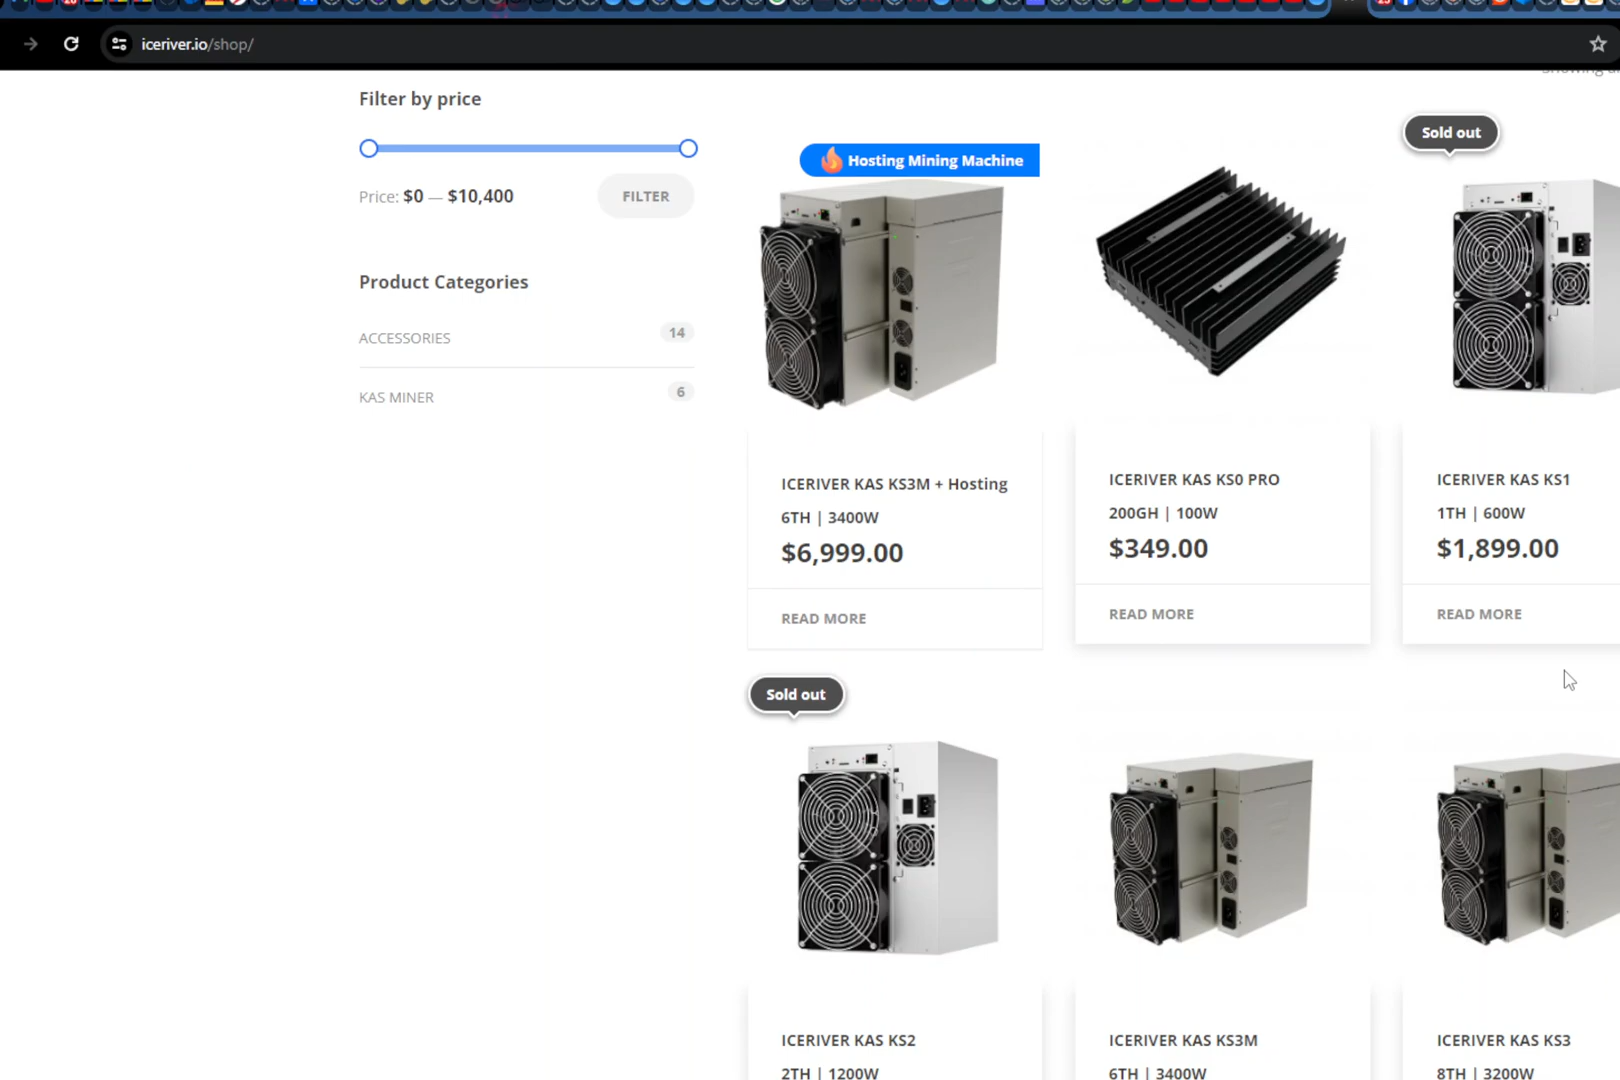 iceriver.io/shop/
Filter by price
Price: $0 — $10,400
FILTER
Product Categories
ACCESSORIES
14
KAS MINER
6
Hosting Mining Machine
ICERIVER KAS KS3M + Hosting
6TH | 3400W
$6,999.00
READ MORE
ICERIVER KAS KS0 PRO
200GH | 100W
$349.00
READ MORE
Sold out
ICERIVER KAS KS1
1TH | 600W
$1,899.00
READ MORE
Sold out
ICERIVER KAS KS2
2TH | 1200W
ICERIVER KAS KS3M
6TH | 3400W
ICERIVER KAS KS3
8TH | 3200W